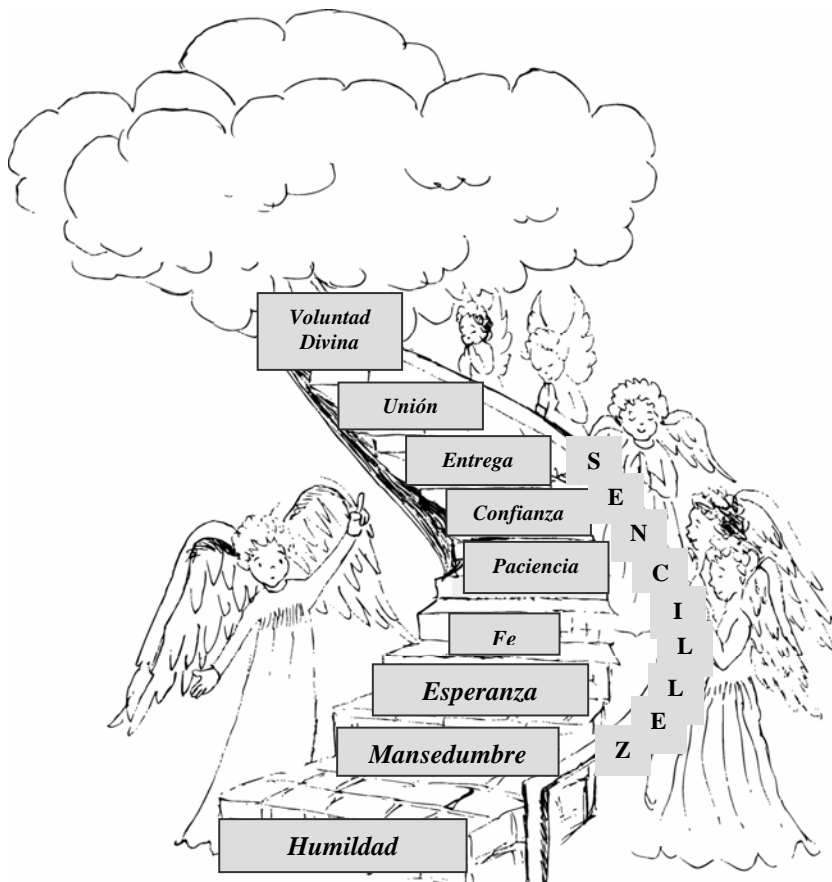 Voluntad
Divina
Unión
Entrega
Confianza
Paciencia
Fe
Esperanza
Mansedumbre
Humildad
S
E
N
C
I
L
L
E
Z